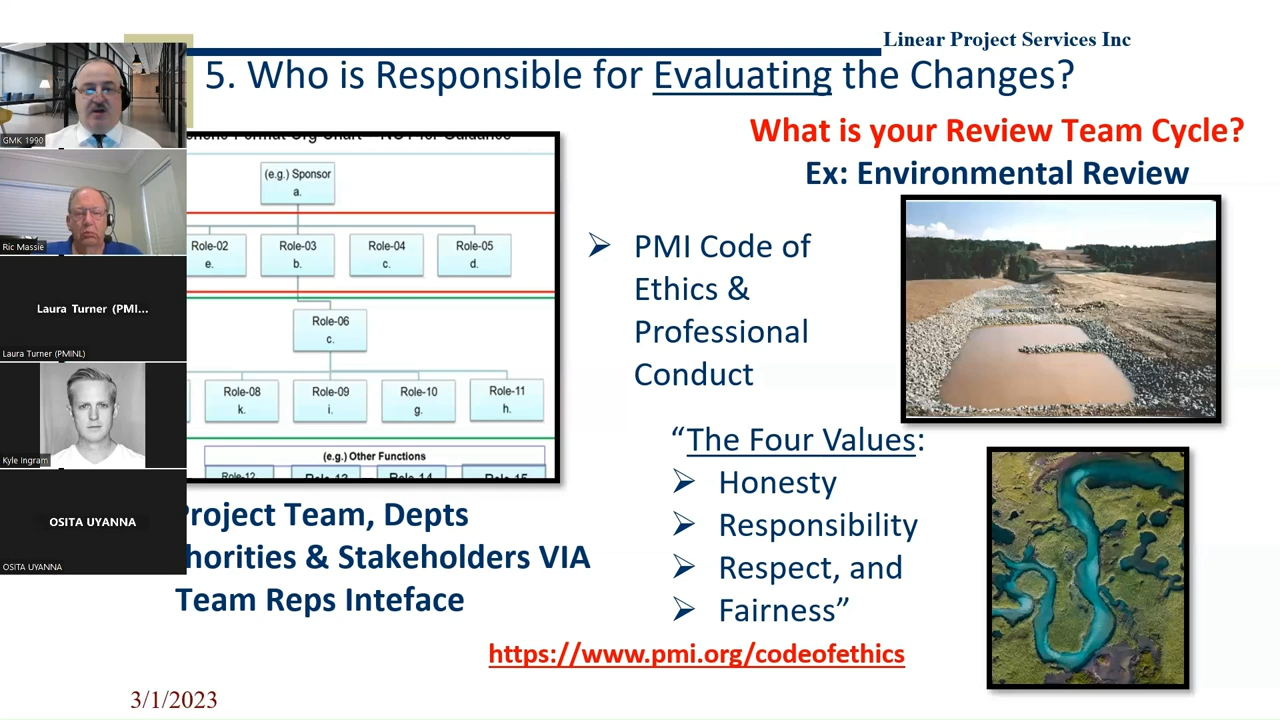 Linear Project Services Inc
5. Who is Responsible for Evaluating the Changes?
What is your Review Team Cycle?
Ex: Environmental Review
GMK 1990
Ric Massie
Laura Turner (PMI...
Laura Turner (PMINL)
Kyle Ingram
OSITA UYANNA
OSITA UYANNA
Format Org Chart
(e.g.) Sponsor
a.
Role-02
e.
Role-03
b.
Role-04
c.
Role-05
d.
Role-06
c.
Role-08
k.
Role-09
i.
Role-10
g.
Role-11
h.
(e.g.) Other Functions
Role-12
Role-13
Role-14
Role-15
➢ PMI Code of
Ethics &
Professional
Conduct
“The Four Values:
➢ Honesty
➢ Responsibility
➢ Respect, and
➢ Fairness”
Project Team, Depts
horities & Stakeholders VIA
Team Reps Inteface
https://www.pmi.org/codeofethics
3/1/2023